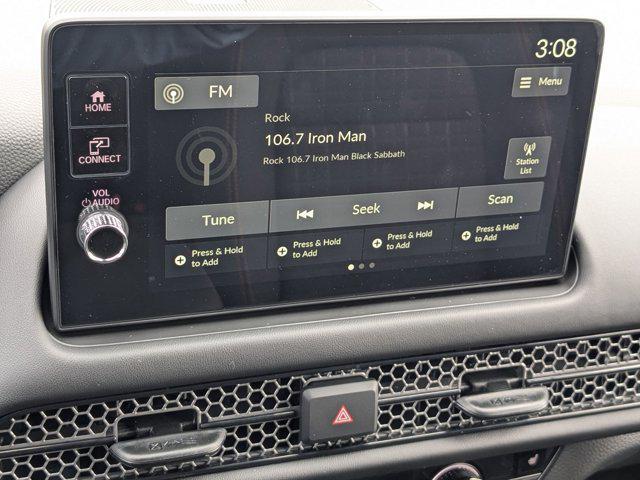 3:08
FM
Menu
HOME
Rock
106.7 Iron Man
Rock 106.7 Iron Man Black Sabbath
CONNECT
Station
List
VOL
AUDIO
Tune
Seek
Scan
Press & Hold
to Add
Press & Hold
to Add
Press & Hold
to Add
Press & Hold
to Add